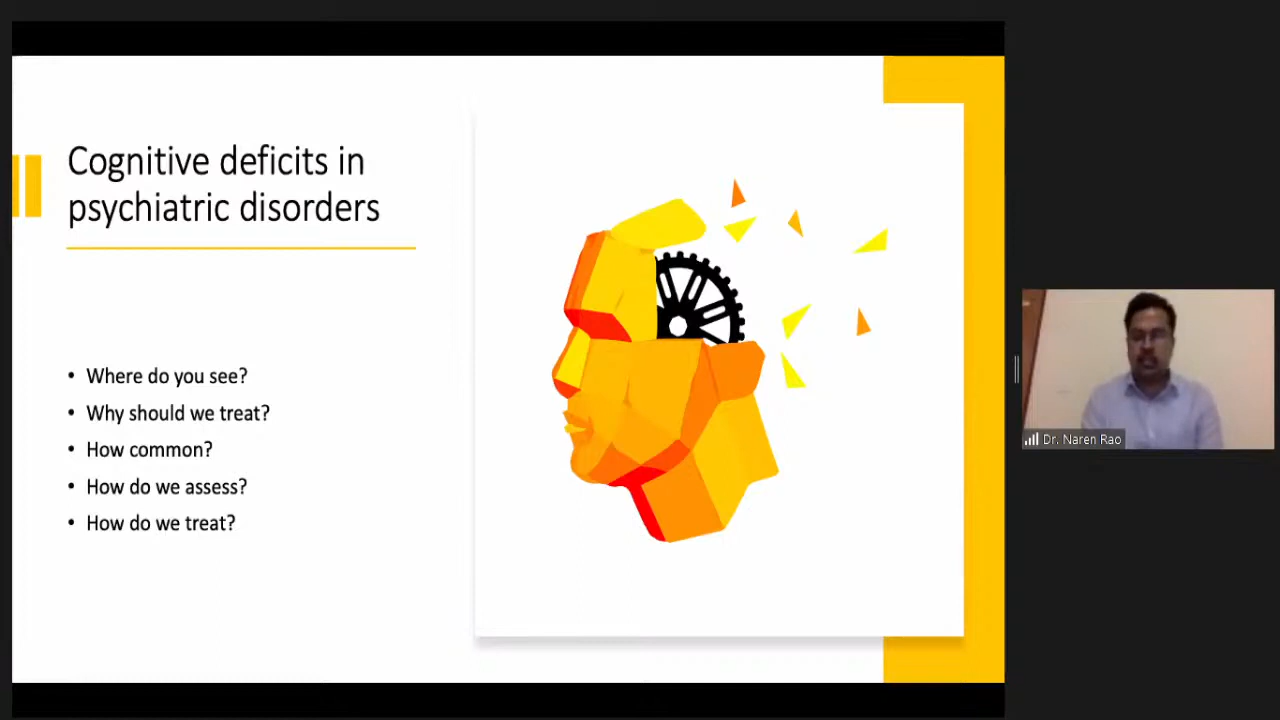 Cognitive deficits in
psychiatric disorders
• Where do you see?
• Why should we treat?
• How common?
• How do we assess?
• How do we treat?
Dr. Naren Rao